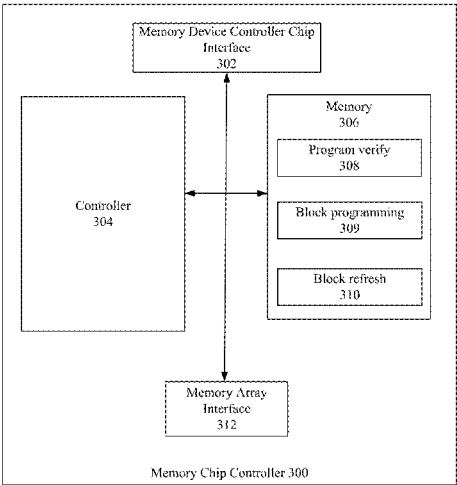 Memory Device Controller Chip
Interface
302
Controller
304
Memory
306
Program verify
308
Block programming
309
Block refresh
310
Memory Array
Interface
312
Memory Chip Controller 300